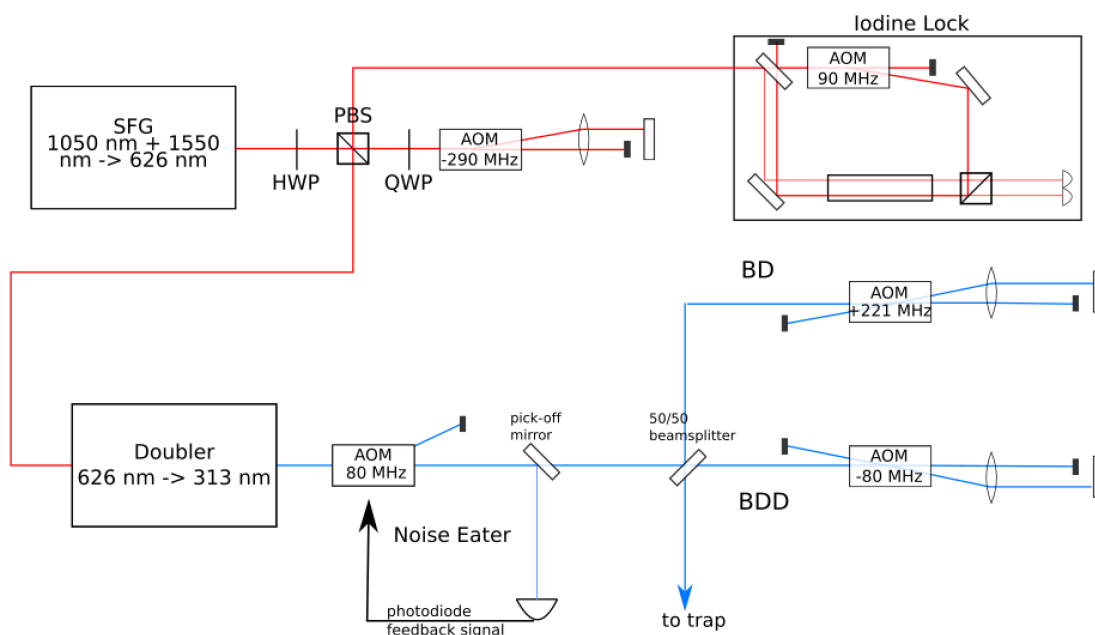 Iodine Lock
AOM
90 MHz
SFG
1050 nm + 1550
nm -> 626 nm
PBS
HWP
QWP
AOM
-290 MHz
BD
AOM
+221 MHz
pick-off
mirror
50/50
beamsplitter
Doubler
626 nm -> 313 nm
AOM
80 MHz
AOM
-80 MHz
BDD
Noise Eater
photodiode
feedback signal
to trap